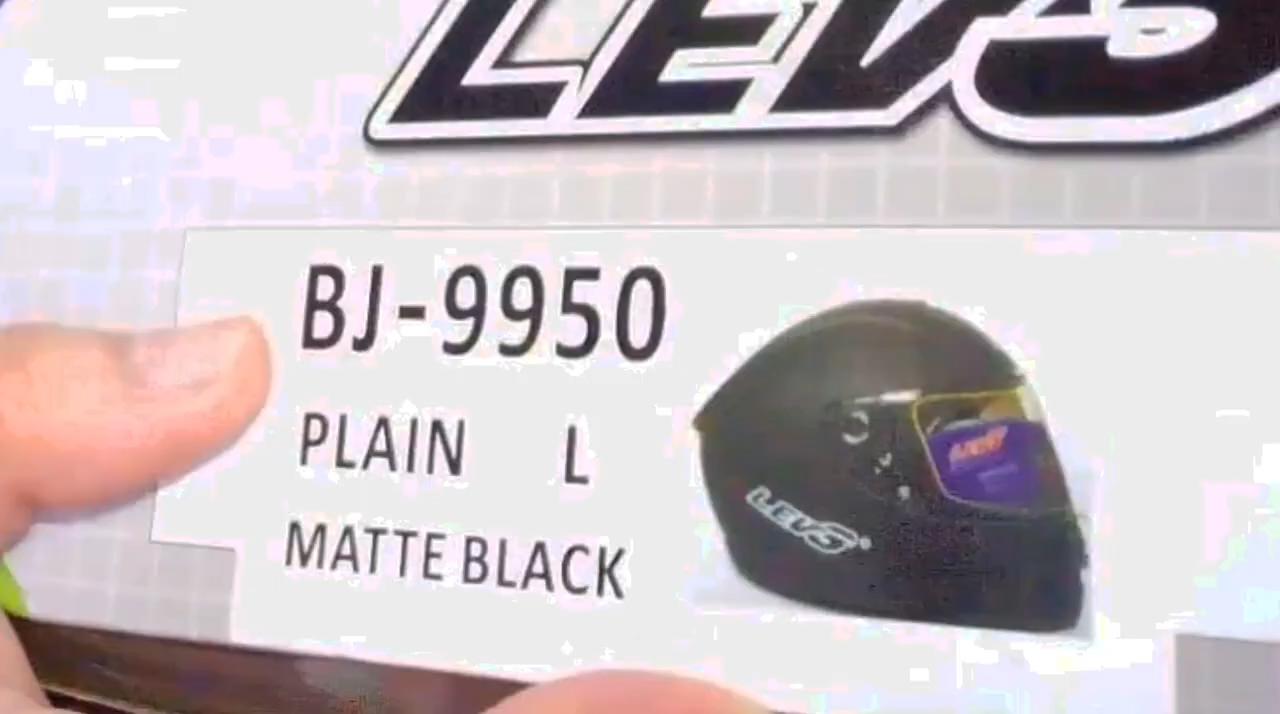 LEVS
BJ-9950
PLAIN L
MATTE BLACK
LEVS